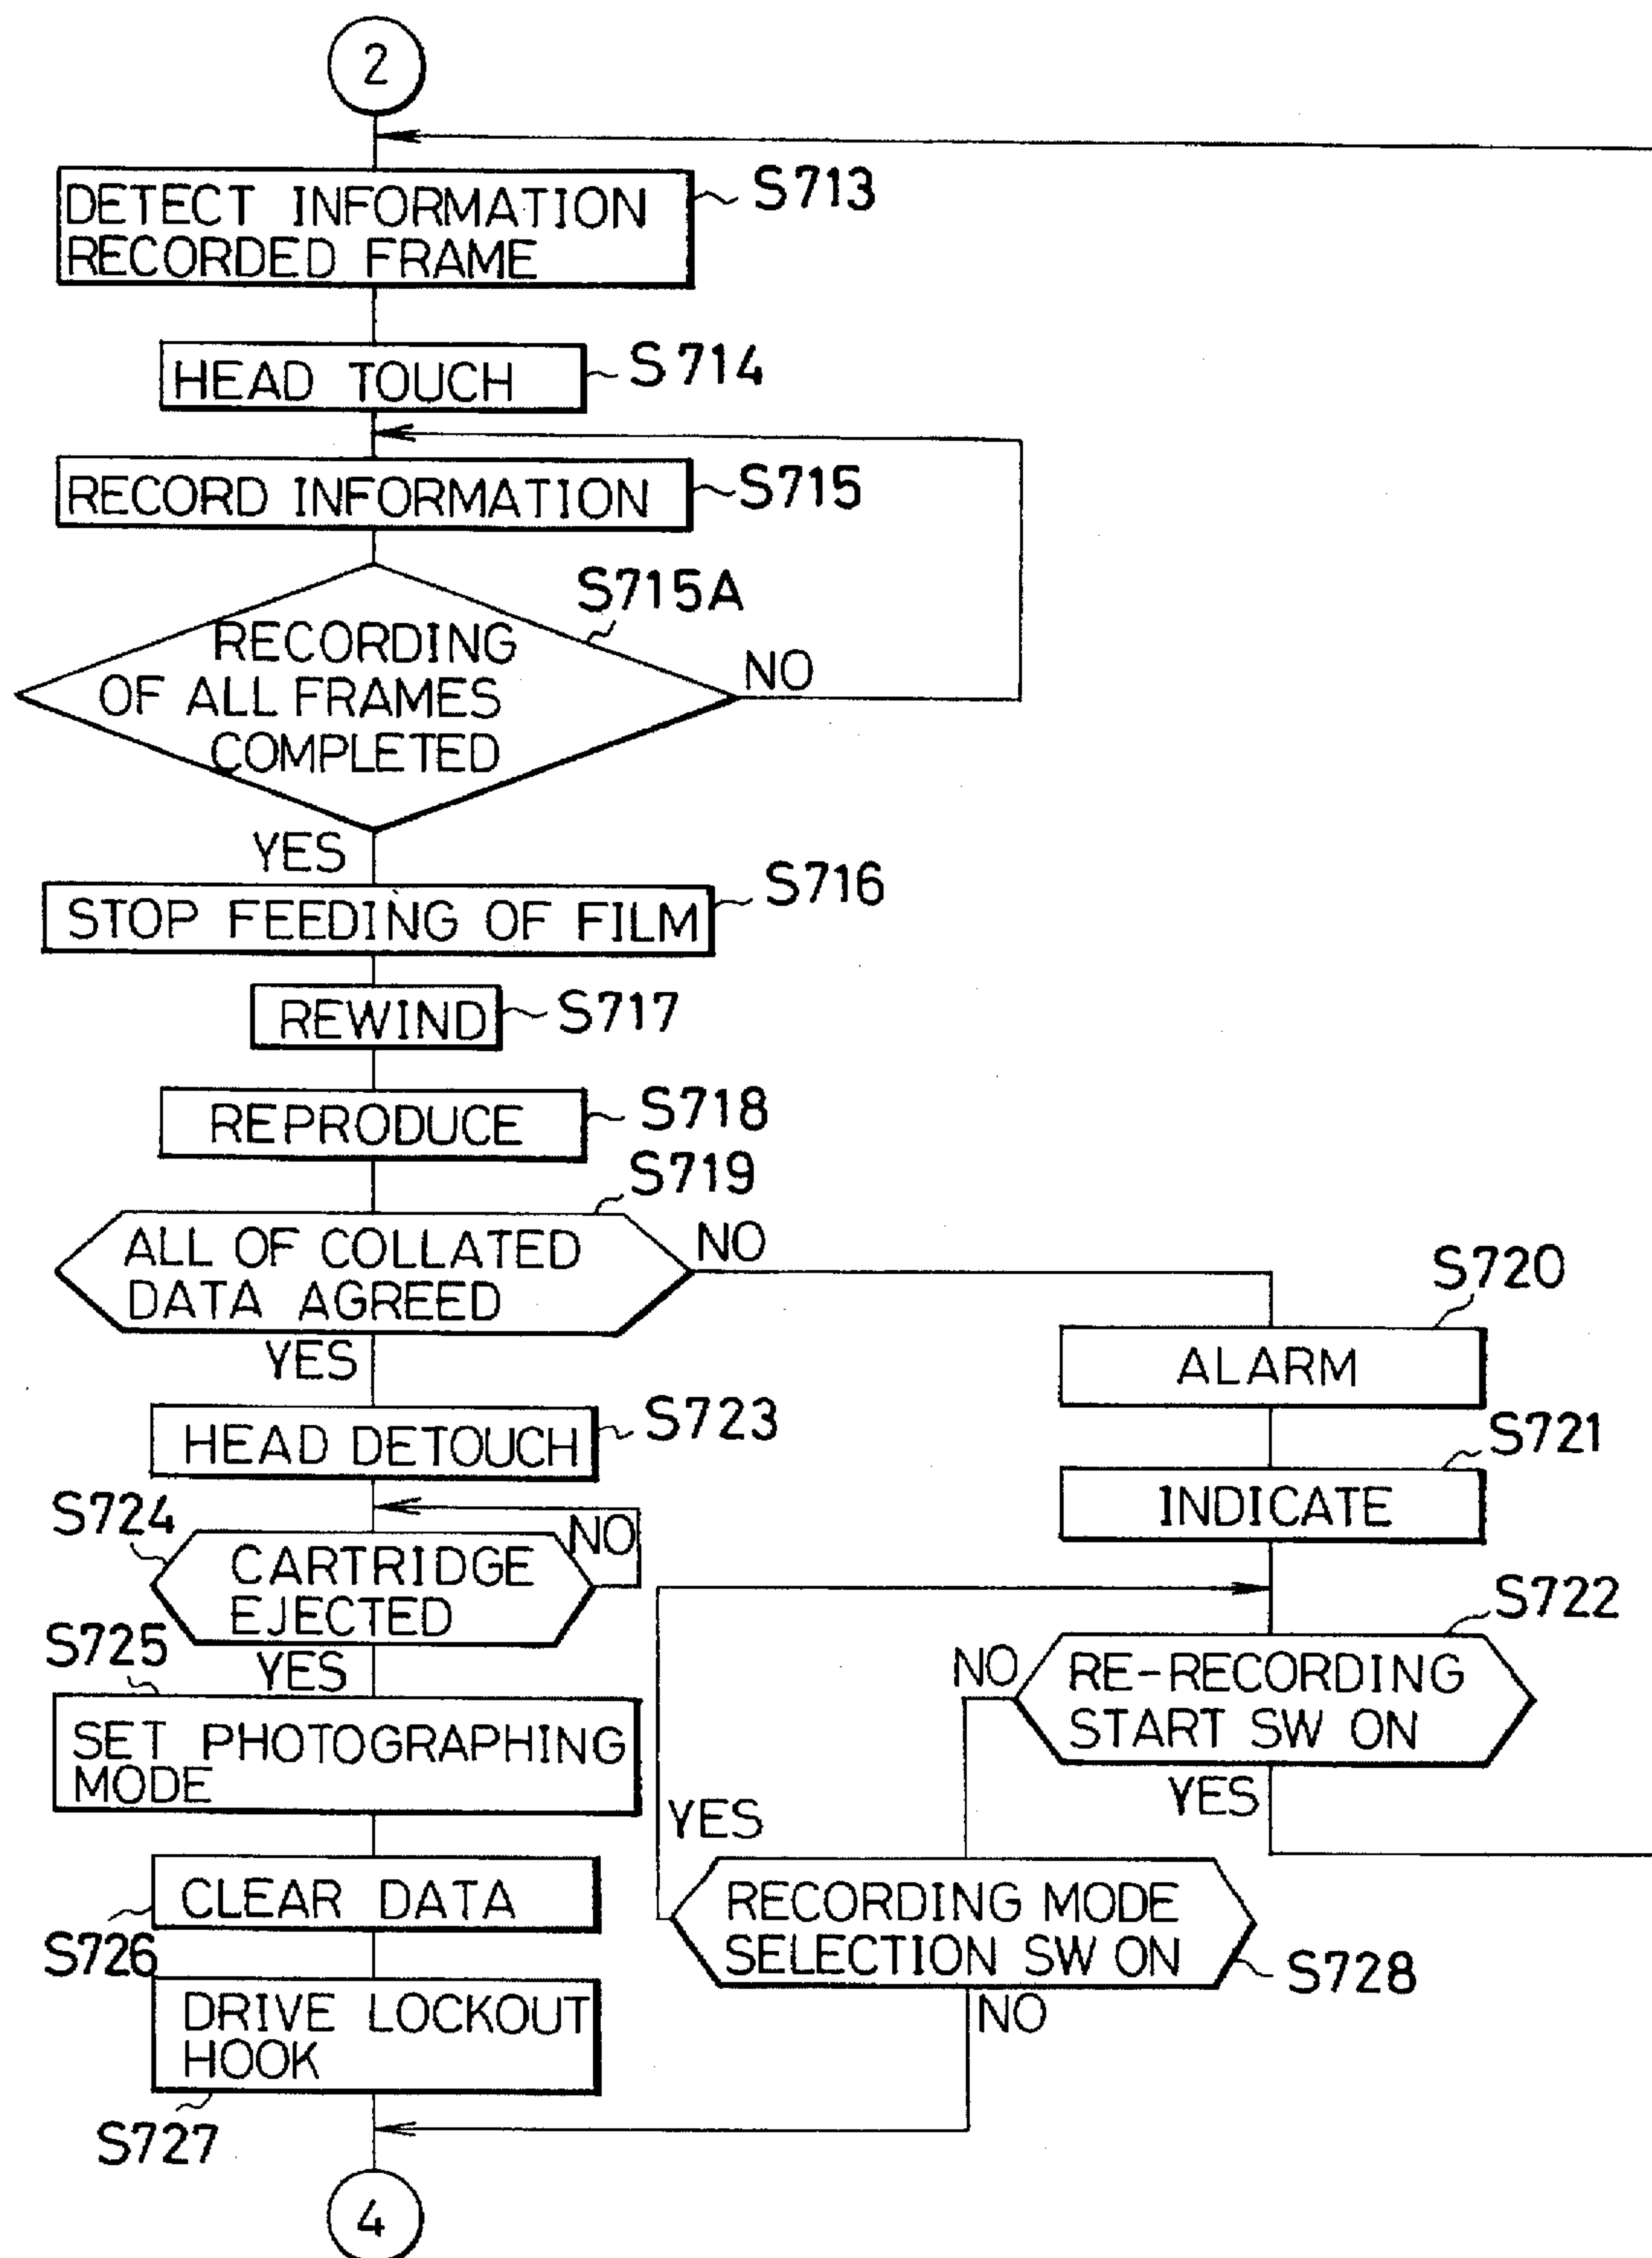 2
DETECT INFORMATION
RECORDED FRAME
S713
HEAD TOUCH
S714
RECORD INFORMATION
S715
RECORDING
OF ALL FRAMES
COMPLETED
S715A
NO
YES
STOP FEEDING OF FILM
S716
REWIND
S717
REPRODUCE
S718
ALL OF COLLATED
DATA AGREED
S719
NO
YES
ALARM
S720
INDICATE
S721
RE-RECORDING
START SW ON
S722
NO
YES
RECORDING MODE
SELECTION SW ON
S728
YES
NO
HEAD DETOUCH
S723
CARTRIDGE
EJECTED
S724
NO
YES
SET PHOTOGRAPHING
MODE
S725
CLEAR DATA
S726
DRIVE LOCKOUT
HOOK
S727
4